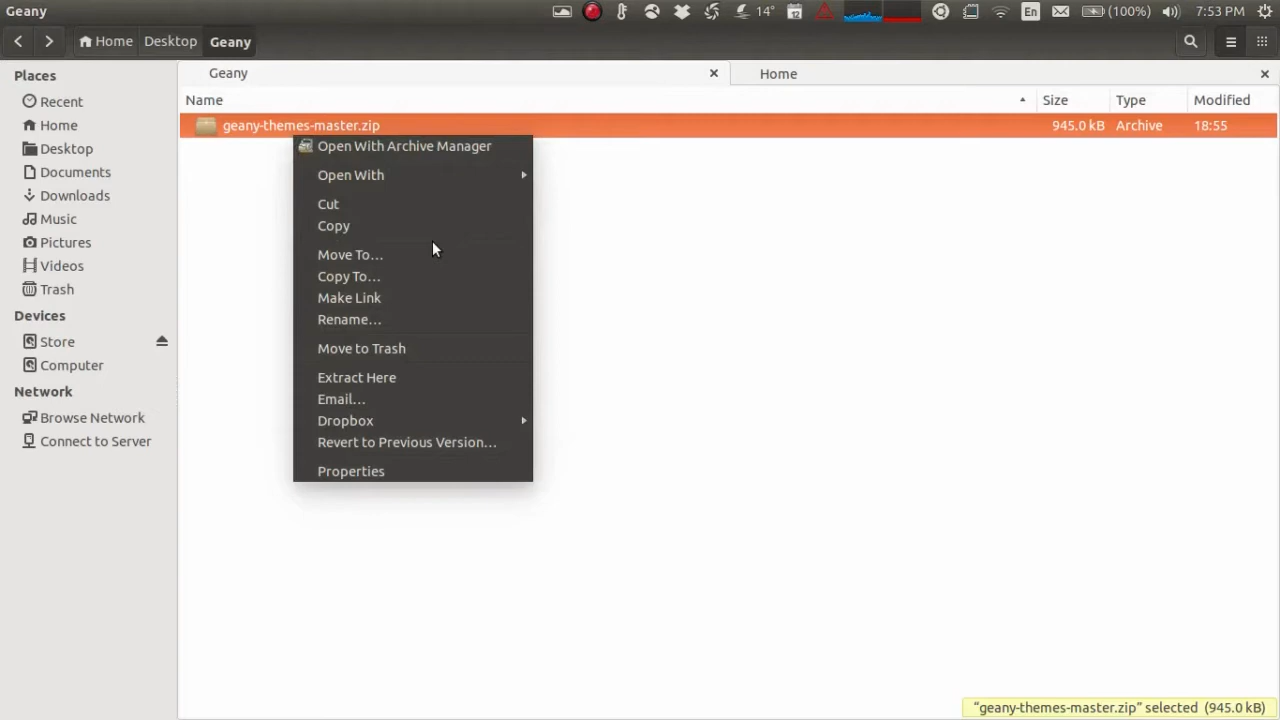 Geany
14°
12
En
(100%)
7:53 PM
Home
Desktop
Geany
Places
Recent
Home
Desktop
Documents
Downloads
Music
Pictures
Videos
Trash
Devices
Store
Computer
Network
Browse Network
Connect to Server
Geany
Home
Name
Size
Type
Modified
geany-themes-master.zip
945.0 kB
Archive
18:55
Open With Archive Manager
Open With
Cut
Copy
Move To…
Copy To…
Make Link
Rename…
Move to Trash
Extract Here
Email…
Dropbox
Revert to Previous Version…
Properties
“geany-themes-master.zip” selected (945.0 kB)